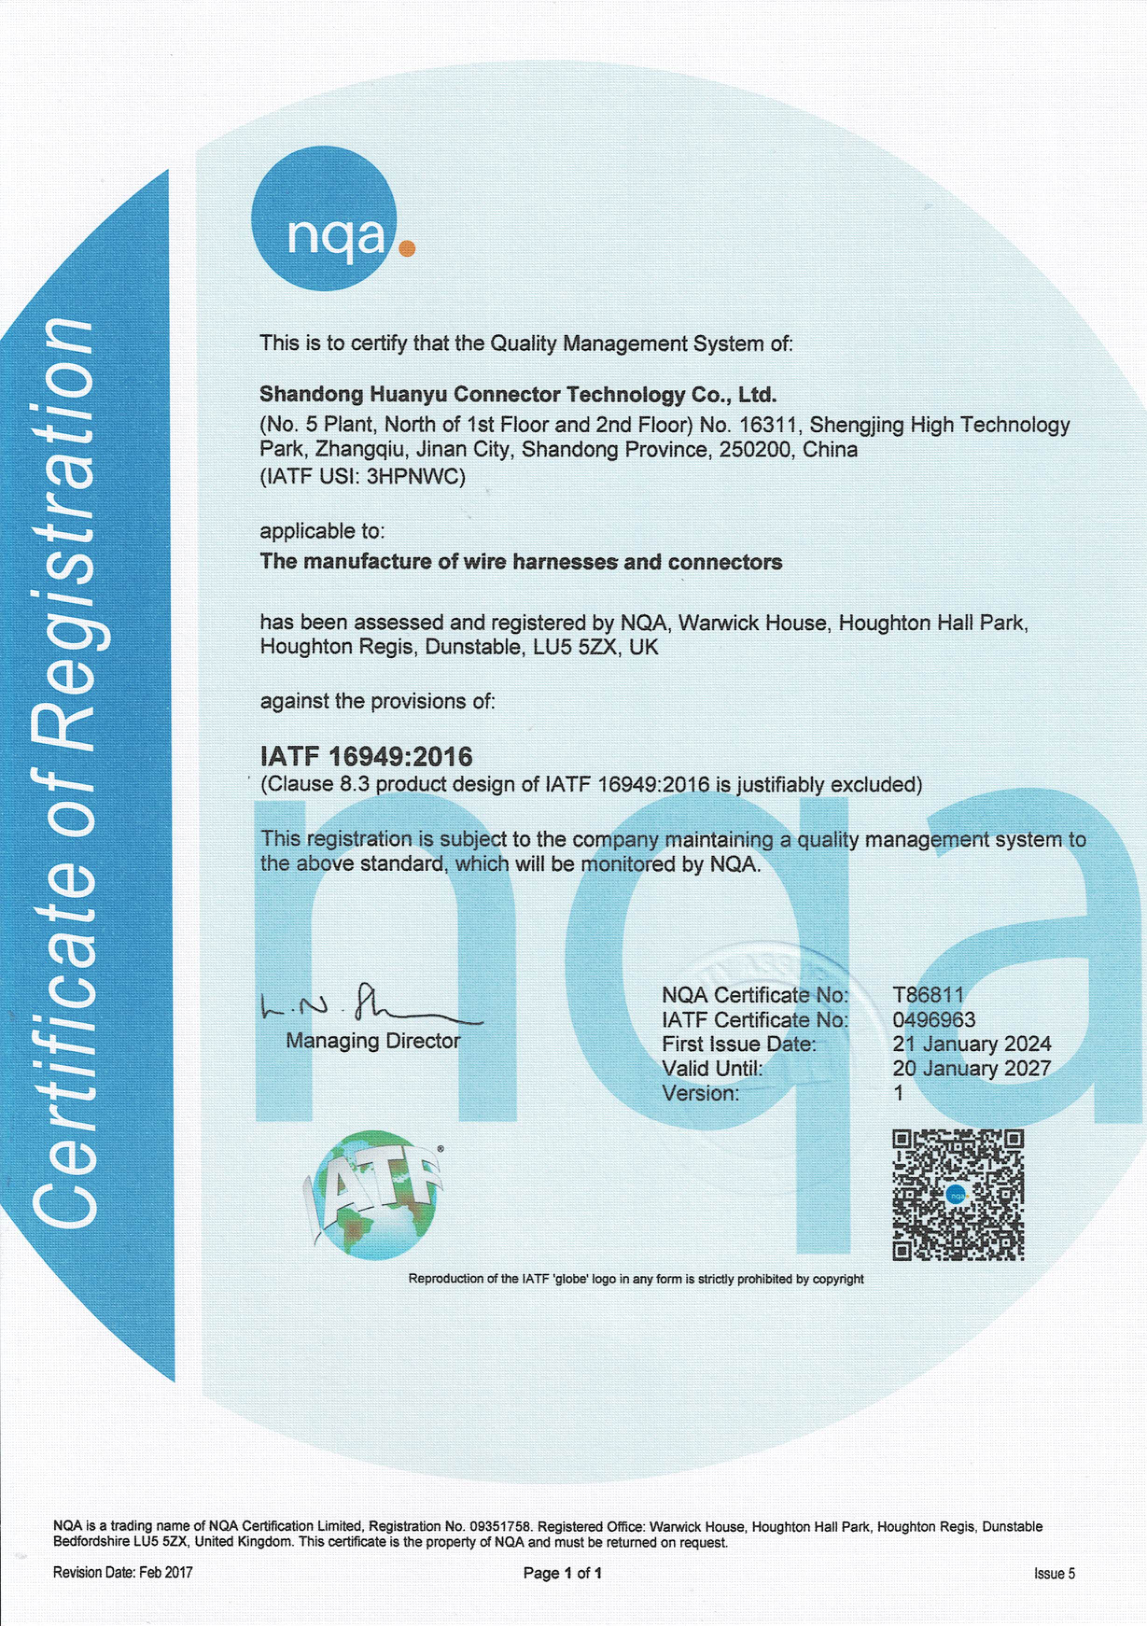 Certificate of Registration
nqa.
This is to certify that the Quality Management System of:
Shandong Huanyu Connector Technology Co., Ltd.
(No. 5 Plant, North of 1st Floor and 2nd Floor) No. 16311, Shengjing High Technology
Park, Zhangqiu, Jinan City, Shandong Province, 250200, China
(IATF USI: 3HPNWC)
applicable to:
The manufacture of wire harnesses and connectors
has been assessed and registered by NQA, Warwick House, Houghton Hall Park,
Houghton Regis, Dunstable, LU5 5ZX, UK
against the provisions of:
IATF 16949:2016
(Clause 8.3 product design of IATF 16949:2016 is justifiably excluded)
nqa
This registration is subject to the company maintaining a quality management system to
the above standard, which will be monitored by NQA.
Managing Director
NQA Certificate No: T86811
IATF Certificate No: 0496963
First Issue Date: 21 January 2024
Valid Until: 20 January 2027
Version: 1
IATF®
nqa.
Reproduction of the IATF 'globe' logo in any form is strictly prohibited by copyright
NQA is a trading name of NQA Certification Limited, Registration No. 09351758. Registered Office: Warwick House, Houghton Hall Park, Houghton Regis, Dunstable
Bedfordshire LU5 5ZX, United Kingdom. This certificate is the property of NQA and must be returned on request.
Revision Date: Feb 2017 Page 1 of 1 Issue 5